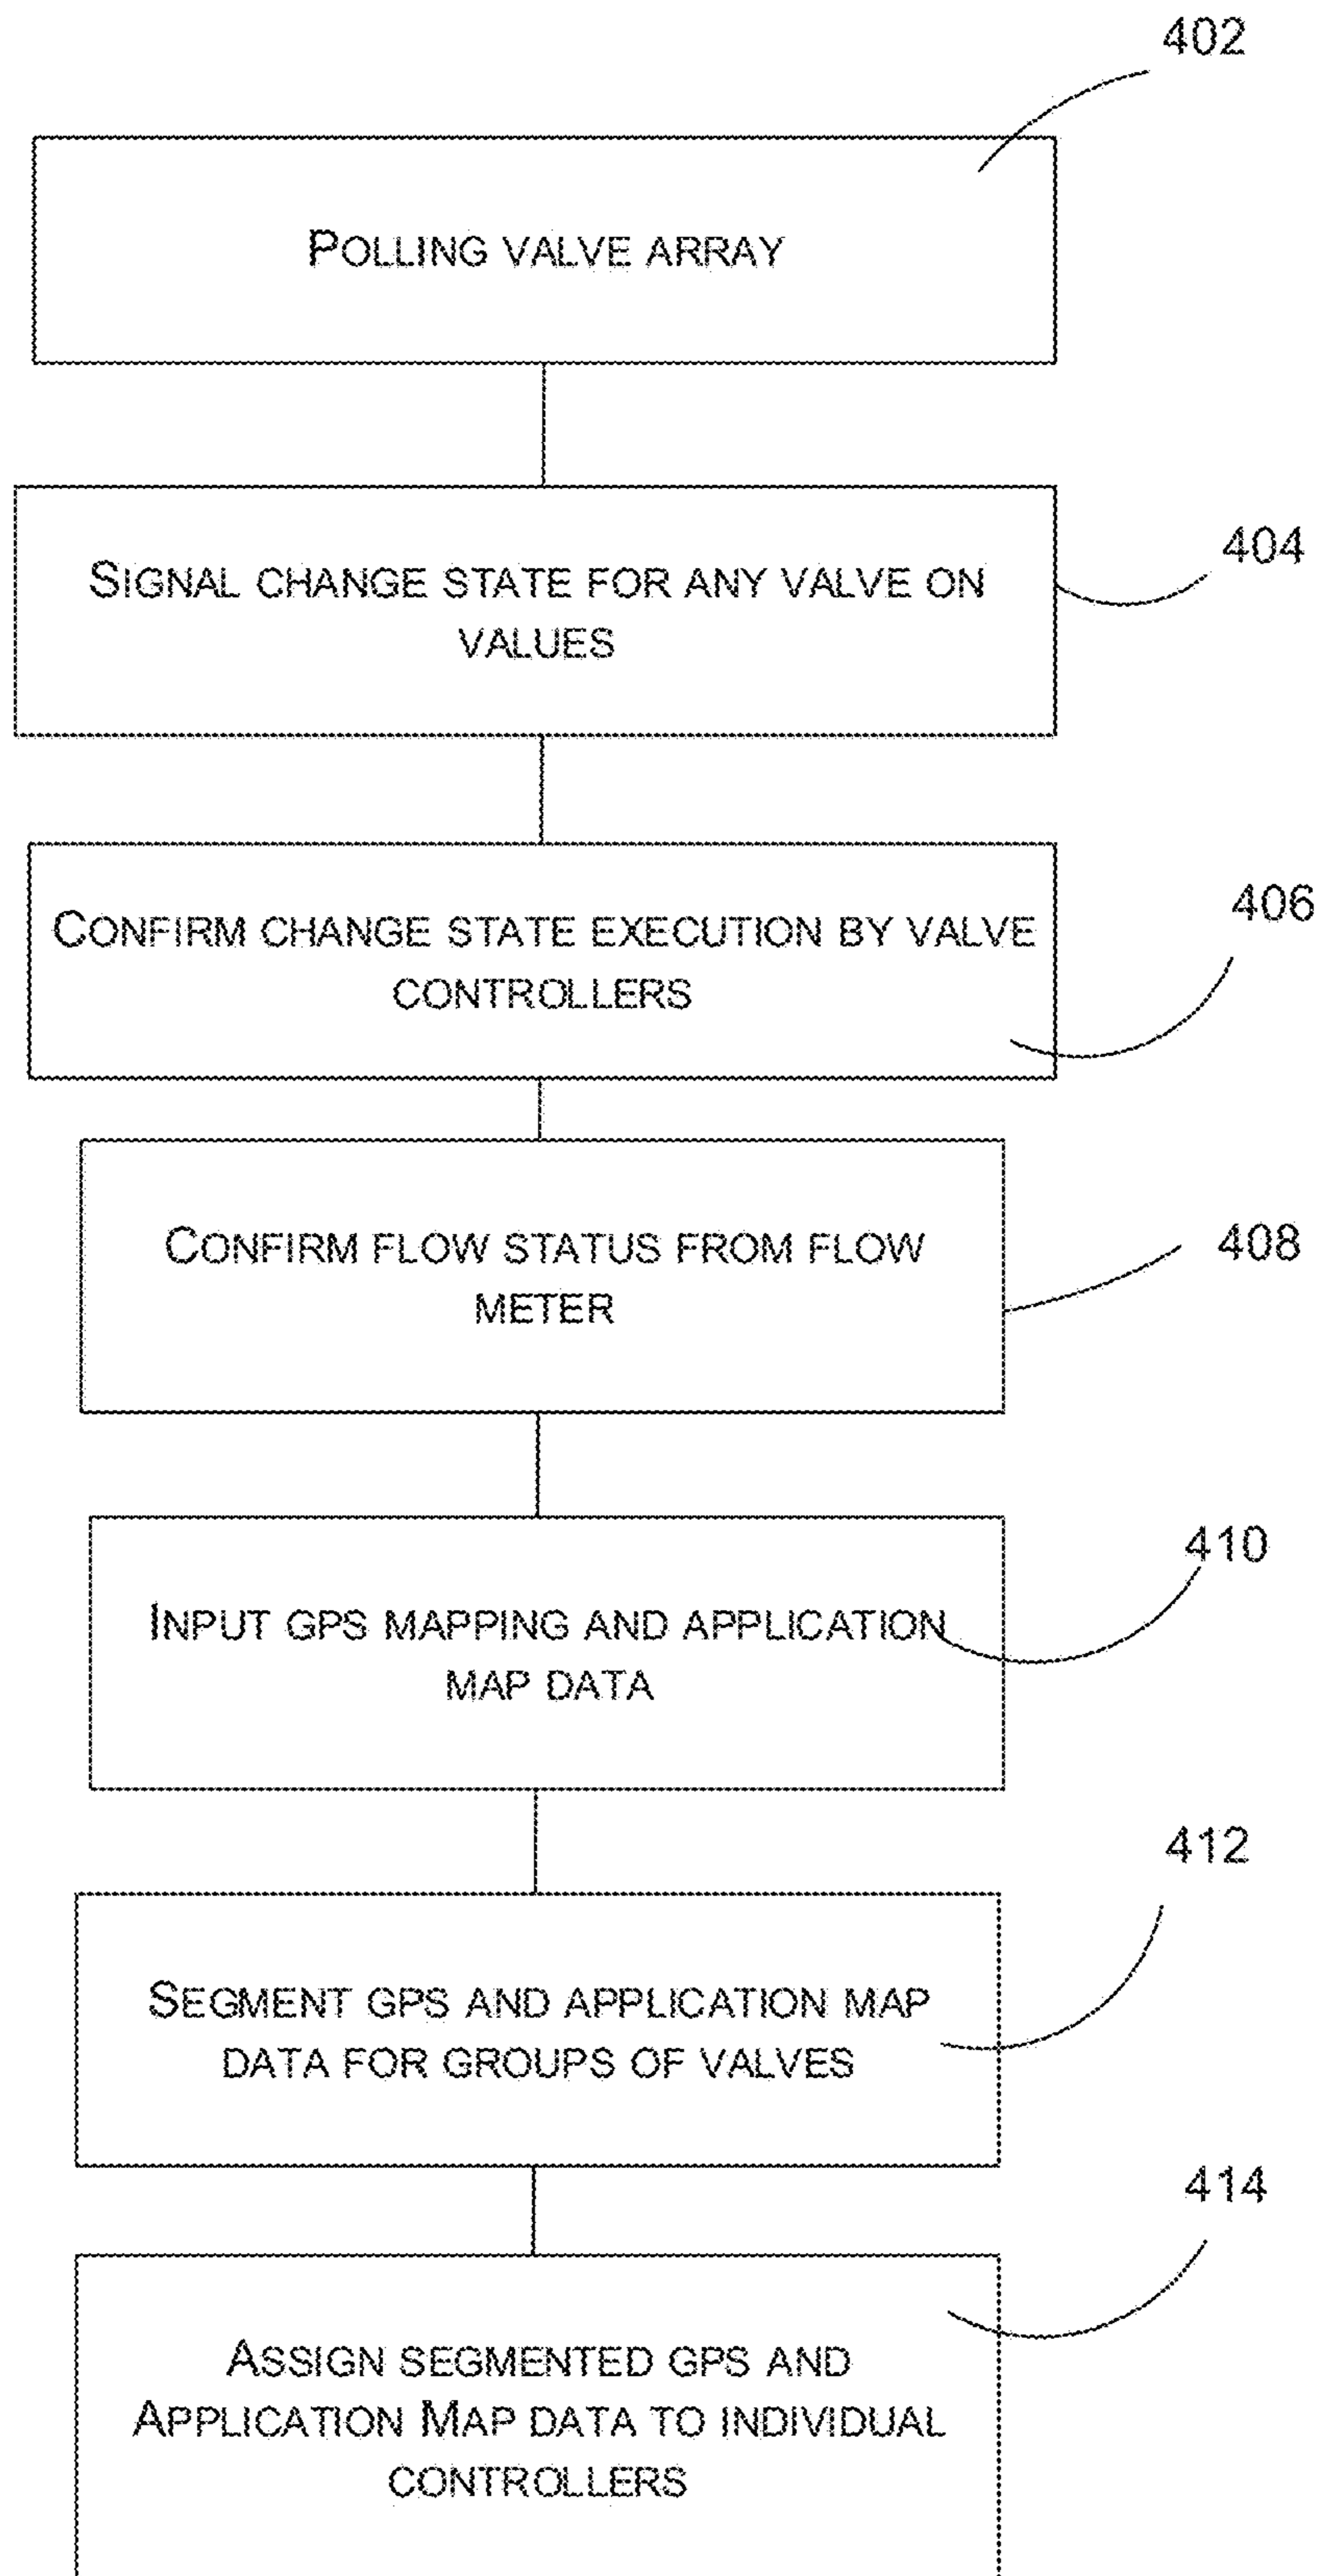 402
POLLING VALVE ARRAY
404
SIGNAL CHANGE STATE FOR ANY VALVE ON
VALUES
406
CONFIRM CHANGE STATE EXECUTION BY VALVE
CONTROLLERS
408
CONFIRM FLOW STATUS FROM FLOW
METER
410
INPUT GPS MAPPING AND APPLICATION
MAP DATA
412
SEGMENT GPS AND APPLICATION MAP
DATA FOR GROUPS OF VALVES
414
ASSIGN SEGMENTED GPS AND
APPLICATION MAP DATA TO INDIVIDUAL
CONTROLLERS